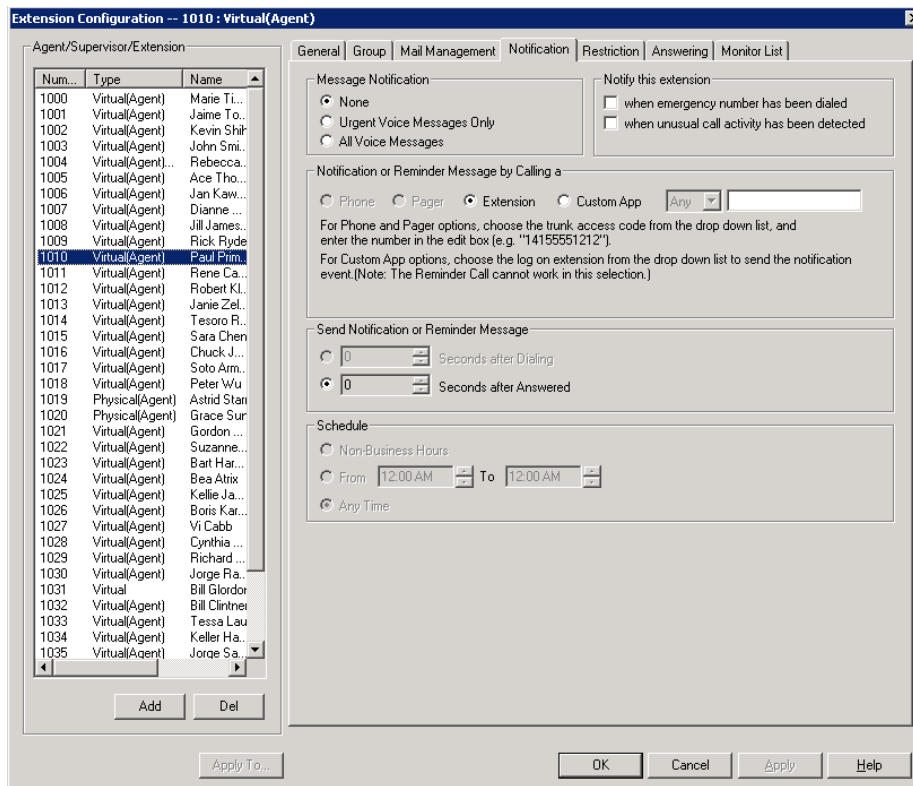 Extension Configuration -- 1010 : Virtual(Agent)
Agent/Supervisor/Extension
Num... Type Name
1000 Virtual(Agent) Marie Ti...
1001 Virtual(Agent) Jaime To...
1002 Virtual(Agent) Kevin Shih
1003 Virtual(Agent) John Smi...
1004 Virtual(Agent)... Rebecca...
1005 Virtual(Agent) Ace Tho...
1006 Virtual(Agent) Jan Kaw...
1007 Virtual(Agent) Dianne ...
1008 Virtual(Agent) Jill James...
1009 Virtual(Agent) Rick Ryde
1010 Virtual(Agent) Paul Prim...
1011 Virtual(Agent) Rene Ca...
1012 Virtual(Agent) Robert Kl...
1013 Virtual(Agent) Janie Zel...
1014 Virtual(Agent) Tesoro R...
1015 Virtual(Agent) Sara Chen
1016 Virtual(Agent) Chuck J...
1017 Virtual(Agent) Soto Arm...
1018 Virtual(Agent) Peter Wu
1019 Physical(Agent) Astrid Starr
1020 Physical(Agent) Grace Sur
1021 Virtual(Agent) Gordon ...
1022 Virtual(Agent) Suzanne...
1023 Virtual(Agent) Bart Har...
1024 Virtual(Agent) Bea Atrix
1025 Virtual(Agent) Kellie Ja...
1026 Virtual(Agent) Boris Kar...
1027 Virtual(Agent) Vi Cabb
1028 Virtual(Agent) Cynthia ...
1029 Virtual(Agent) Richard ...
1030 Virtual(Agent) Jorge Ra...
1031 Virtual Bill Glordor
1032 Virtual(Agent) Bill Clintner
1033 Virtual(Agent) Tessa Lau
1034 Virtual(Agent) Keller Ha...
1035 Virtual(Agent) Jorge Sa...
Add Del
Apply To...
General Group Mail Management Notification Restriction Answering Monitor List
Message Notification
None
Urgent Voice Messages Only
All Voice Messages
Notify this extension
when emergency number has been dialed
when unusual call activity has been detected
Notification or Reminder Message by Calling a
Phone Pager Extension Custom App Any
For Phone and Pager options, choose the trunk access code from the drop down list, and
enter the number in the edit box (e.g. "14155551212").
For Custom App options, choose the log on extension from the drop down list to send the notification
event.(Note: The Reminder Call cannot work in this selection.)
Send Notification or Reminder Message
0 Seconds after Dialing
0 Seconds after Answered
Schedule
Non-Business Hours
From 12:00 AM To 12:00 AM
Any Time
OK Cancel Apply Help